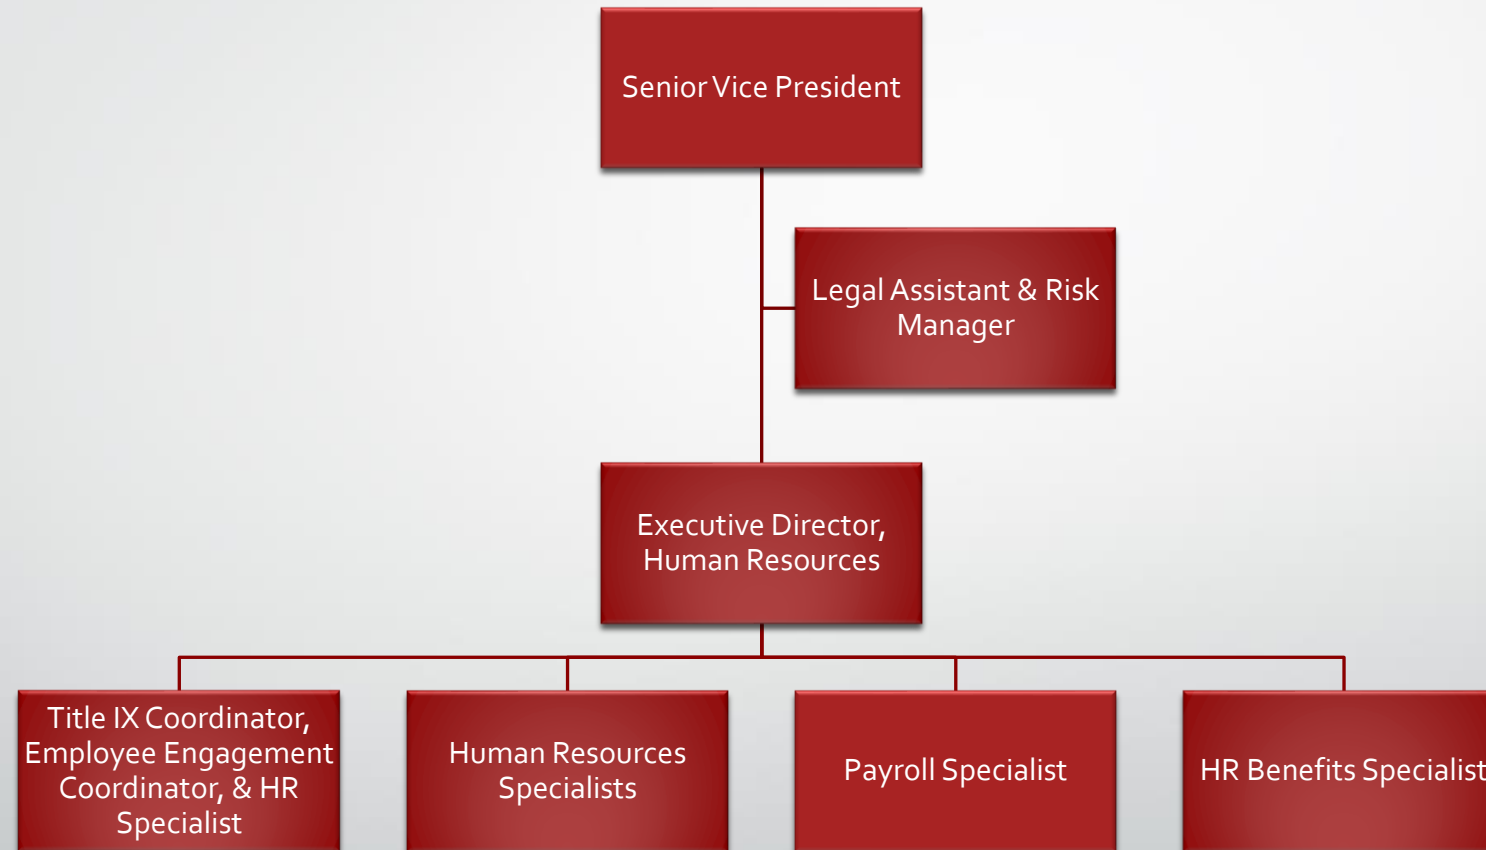 Senior Vice President
Legal Assistant & Risk
Manager
Executive Director,
Human Resources
Title IX Coordinator,
Employee Engagement
Coordinator, & HR
Specialist
Human Resources
Specialists
Payroll Specialist
HR Benefits Specialist